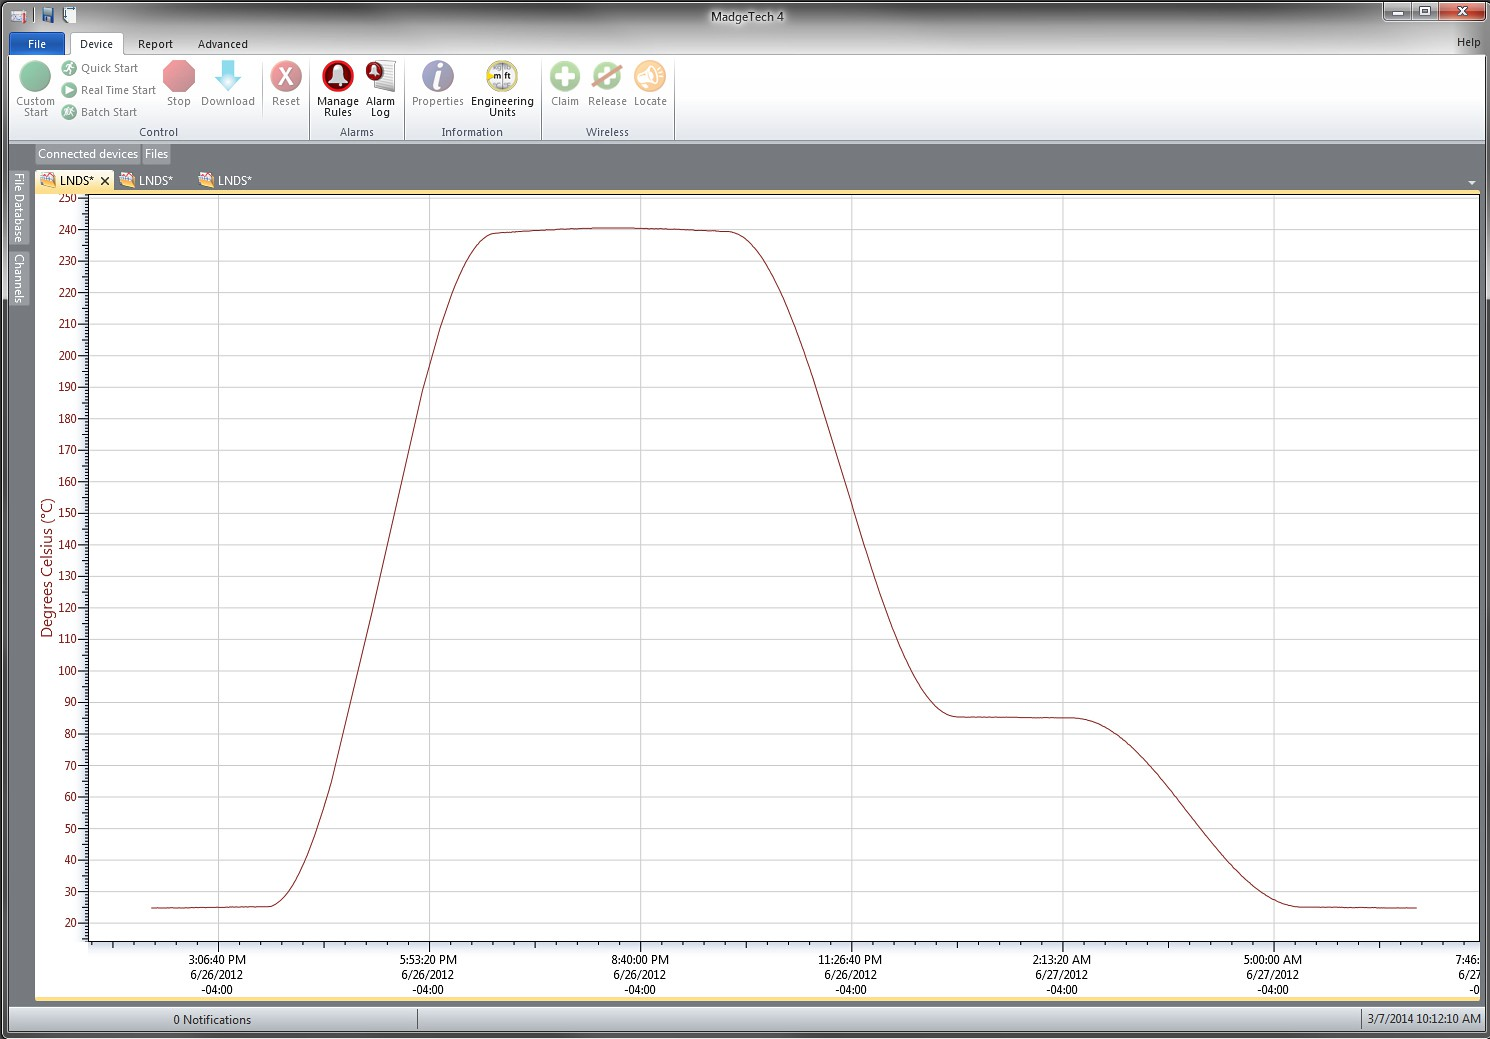 MadgeTech 4
File Device Report Advanced Help
Custom Start
Quick Start
Real Time Start
Batch Start
Stop
Download
Reset
Manage Rules
Alarm Log
Properties
m ft
Engineering Units
Claim
Release
Locate
Control Alarms Information Wireless
Connected devices Files
File Database
Channels
LNDS* LNDS* LNDS*
Degrees Celsius (°C)
250
240
230
220
210
200
190
180
170
160
150
140
130
120
110
100
90
80
70
60
50
40
30
20
3:06:40 PM 5:53:20 PM 8:40:00 PM 11:26:40 PM 2:13:20 AM 5:00:00 AM 7:46:
6/26/2012 6/26/2012 6/26/2012 6/26/2012 6/27/2012 6/27/2012 6/27
-04:00 -04:00 -04:00 -04:00 -04:00 -04:00 -0
0 Notifications 3/7/2014 10:12:10 AM